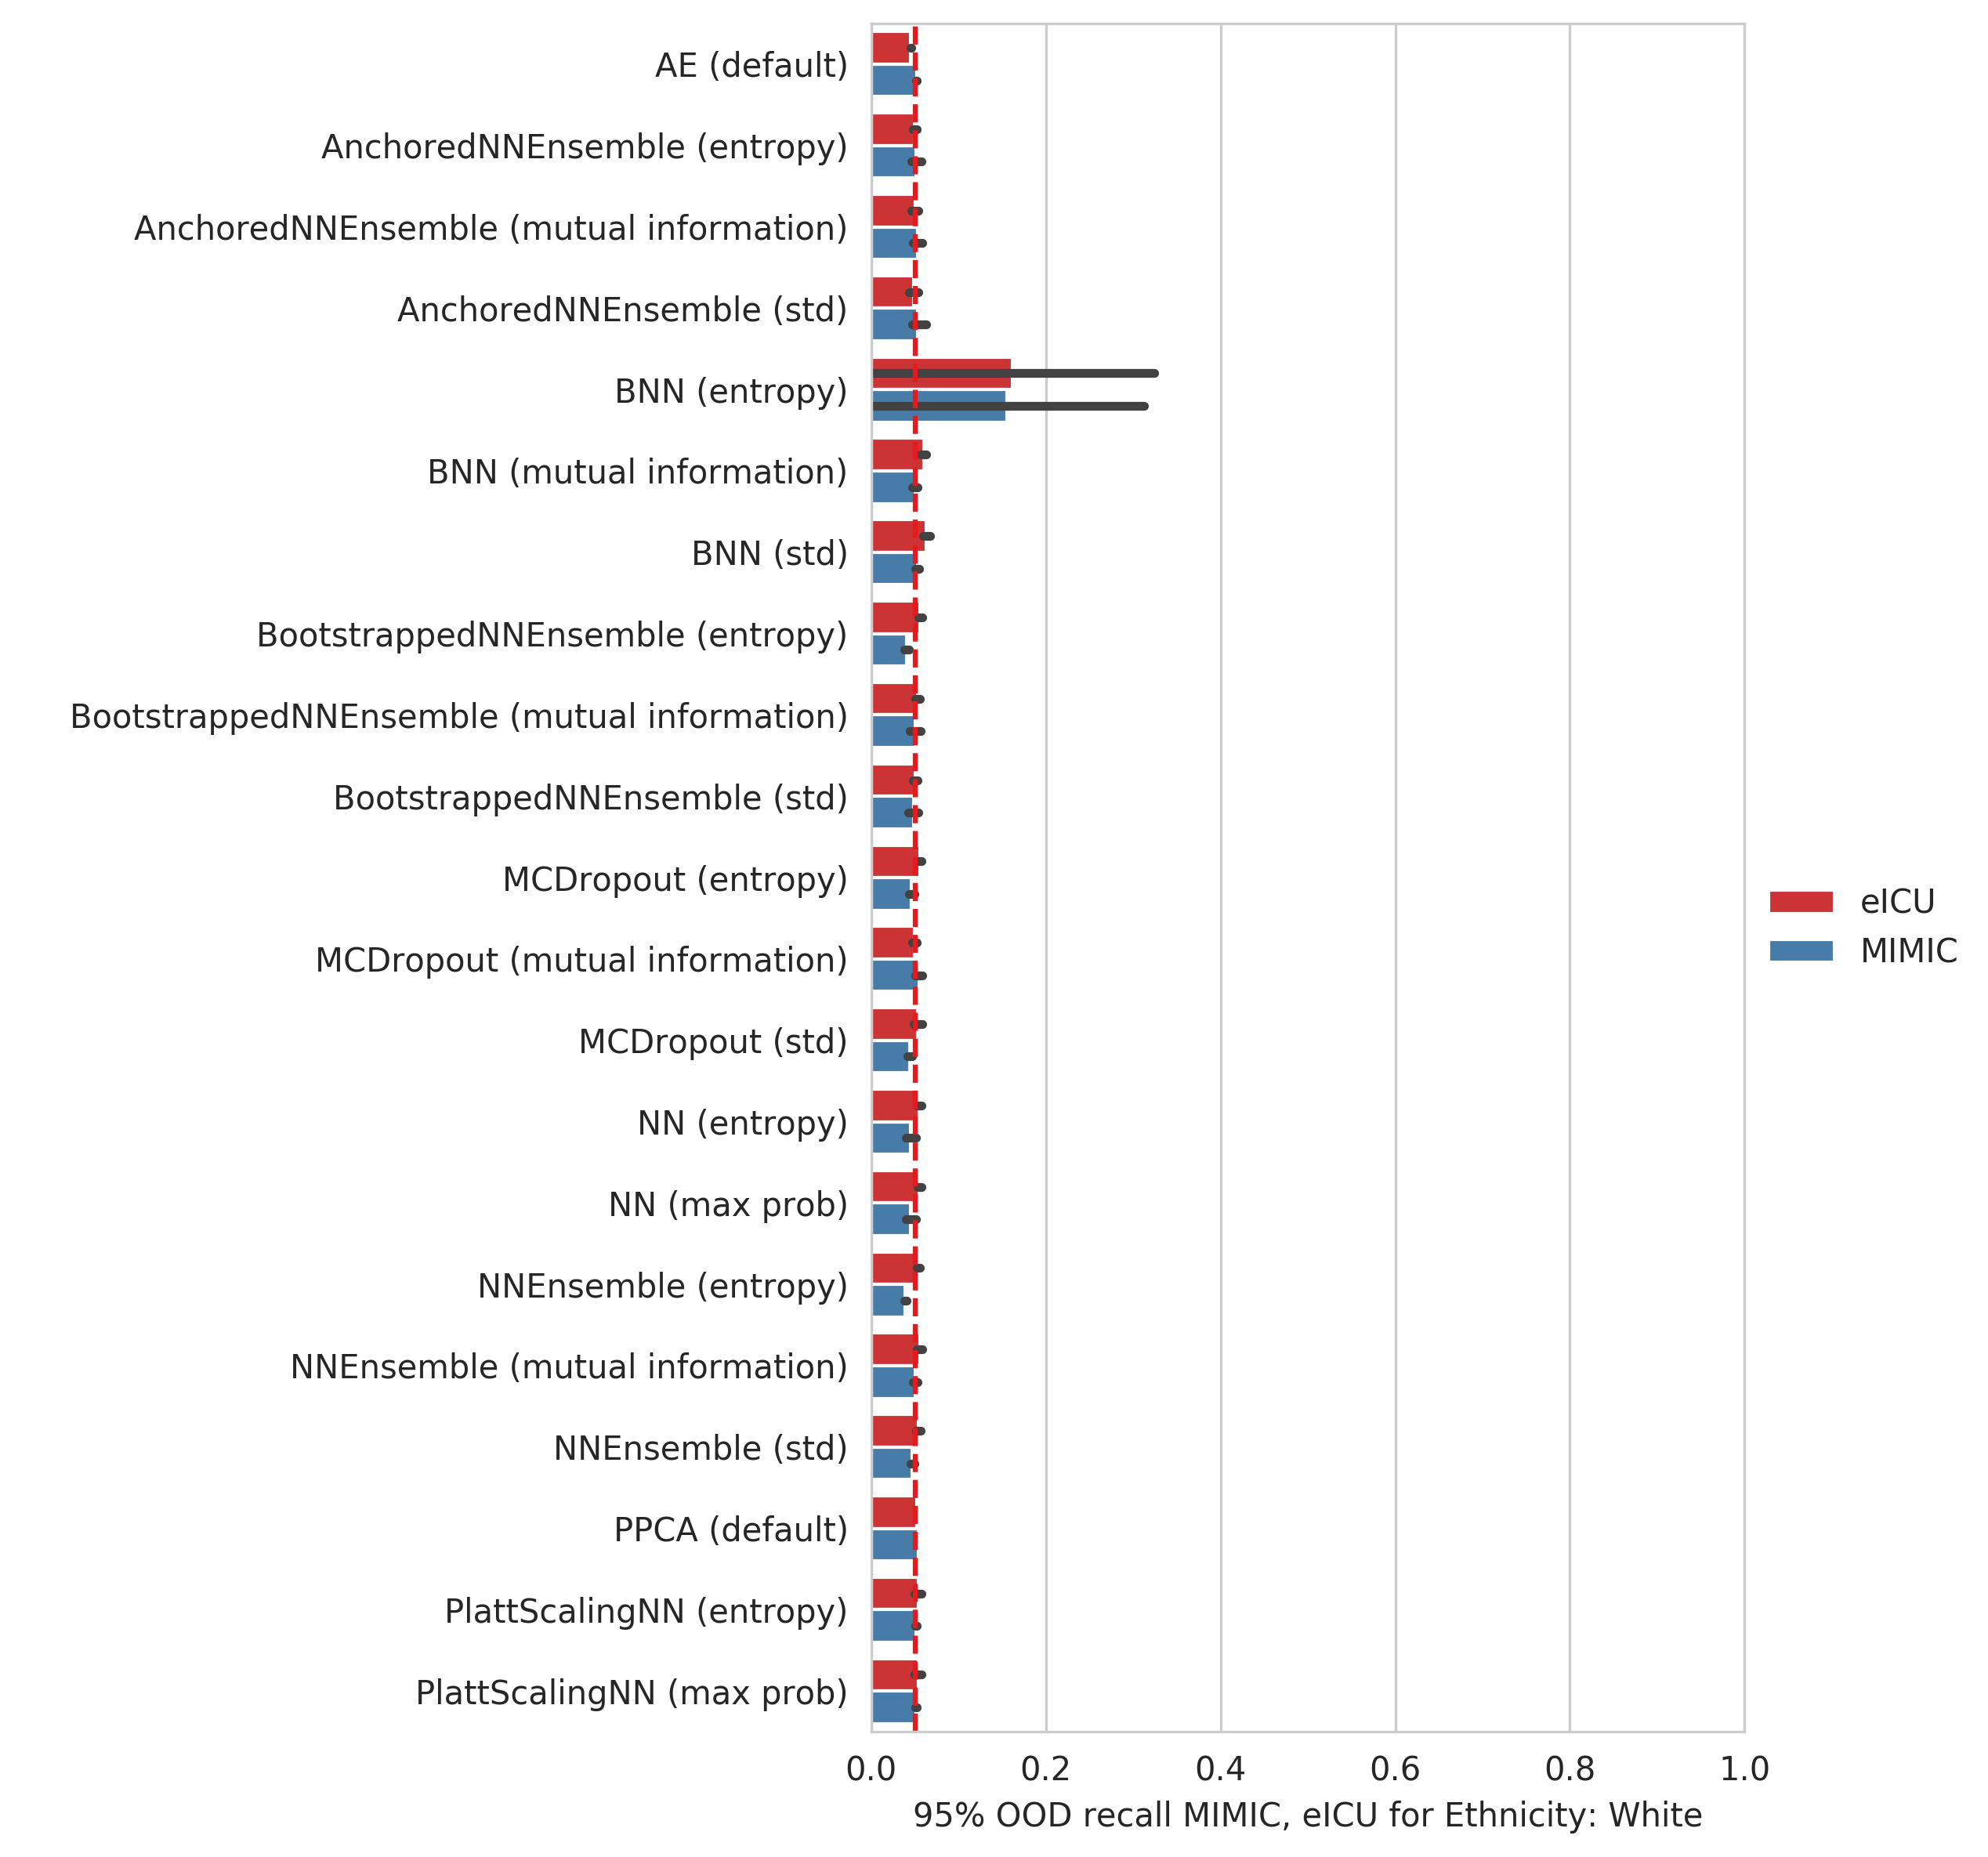 AE (default)
AnchoredNNEnsemble (entropy)
AnchoredNNEnsemble (mutual information)
AnchoredNNEnsemble (std)
BNN (entropy)
BNN (mutual information)
BNN (std)
BootstrappedNNEnsemble (entropy)
BootstrappedNNEnsemble (mutual information)
BootstrappedNNEnsemble (std)
MCDropout (entropy)
MCDropout (mutual information)
MCDropout (std)
NN (entropy)
NN (max prob)
NNEnsemble (entropy)
NNEnsemble (mutual information)
NNEnsemble (std)
PPCA (default)
PlattScalingNN (entropy)
PlattScalingNN (max prob)
eICU
MIMIC
0.0 0.2 0.4 0.6 0.8 1.0
95% OOD recall MIMIC, eICU for Ethnicity: White